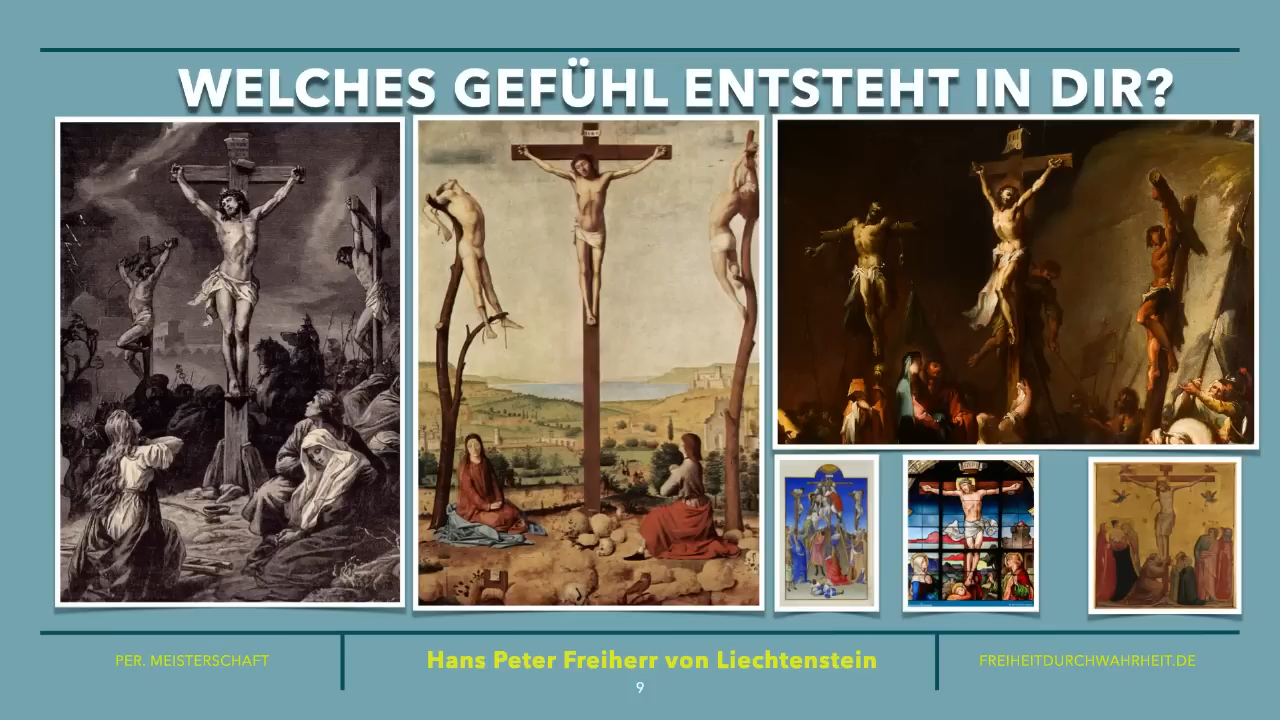 WELCHES GEFÜHL ENTSTEHT IN DIR?
PER. MEISTERSCHAFT
Hans Peter Freiherr von Liechtenstein
FREIHEITDURCHWAHRHEIT.DE
9